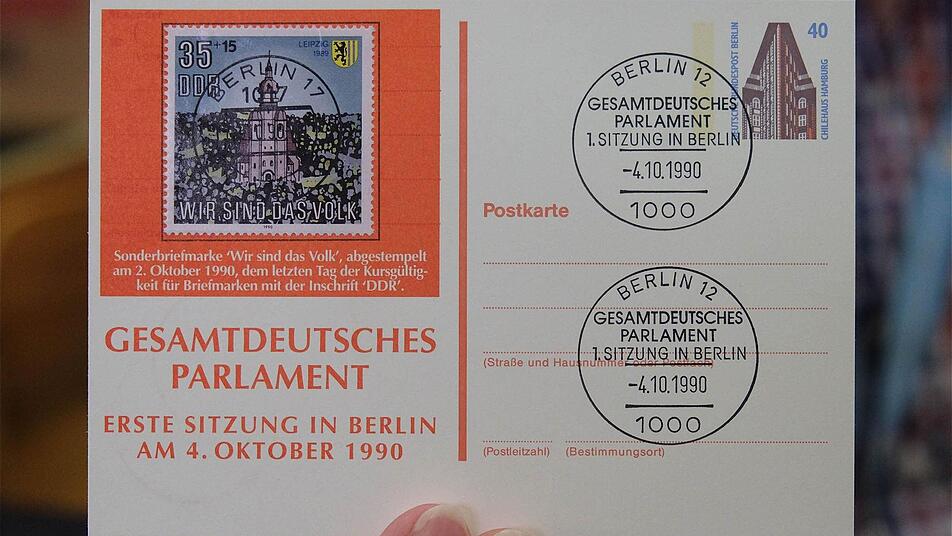 35 + 15
DDR
LEIPZIG
1989
BERLIN 17
WIR SIND DAS VOLK
1990
Sonderbriefmarke ‘Wir sind das Volk’, abgestempelt
am 2. Oktober 1990, dem letzten Tag der Kursgültig-
keit für Briefmarken mit der Inschrift ‘DDR’.
GESAMTDEUTSCHES
PARLAMENT
ERSTE SITZUNG IN BERLIN
AM 4. OKTOBER 1990
DEUTSCHE BUNDESPOST BERLIN
40
CHILEHAUS HAMBURG
BERLIN 12
GESAMTDEUTSCHES
PARLAMENT
1. SITZUNG IN BERLIN
-4.10.1990
1000
Postkarte
BERLIN 12
GESAMTDEUTSCHES
PARLAMENT
1. SITZUNG IN BERLIN
-4.10.1990
1000
(Straße und Hausnummer oder Postfach)
(Postleitzahl) (Bestimmungsort)